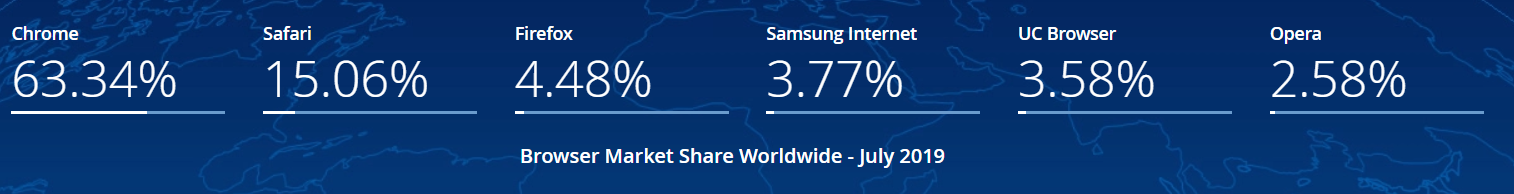 Chrome Safari Firefox Samsung Internet UC Browser Opera
63.34% 15.06% 4.48% 3.77% 3.58% 2.58%
Browser Market Share Worldwide - July 2019